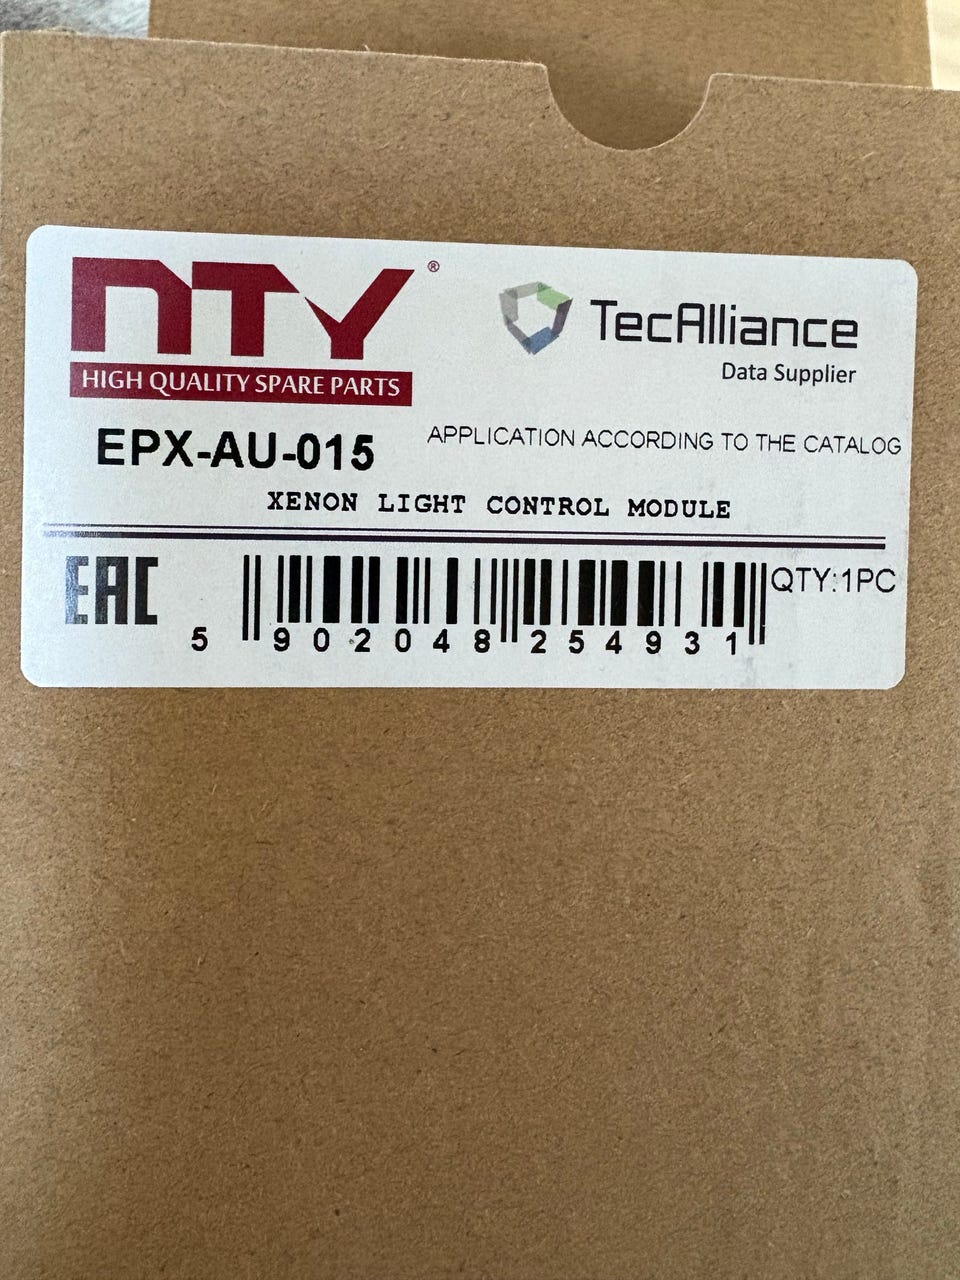 NTY®
HIGH QUALITY SPARE PARTS
TecAlliance
Data Supplier
EPX-AU-015
APPLICATION ACCORDING TO THE CATALOG
XENON LIGHT CONTROL MODULE
EAC
QTY:1PC
5 902048 254931